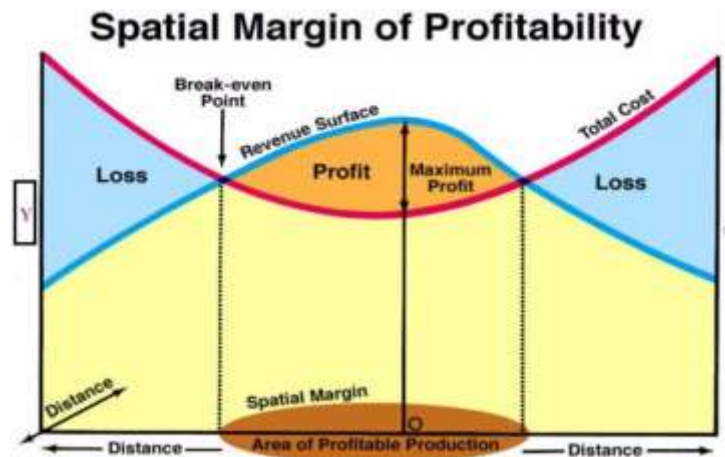 Spatial Margin of Profitability
Break-even
Point
Revenue Surface
Total Cost
Loss
Profit
Maximum
Profit
Loss
Y
Distance
Spatial Margin
O
Distance
Area of Profitable Production
Distance